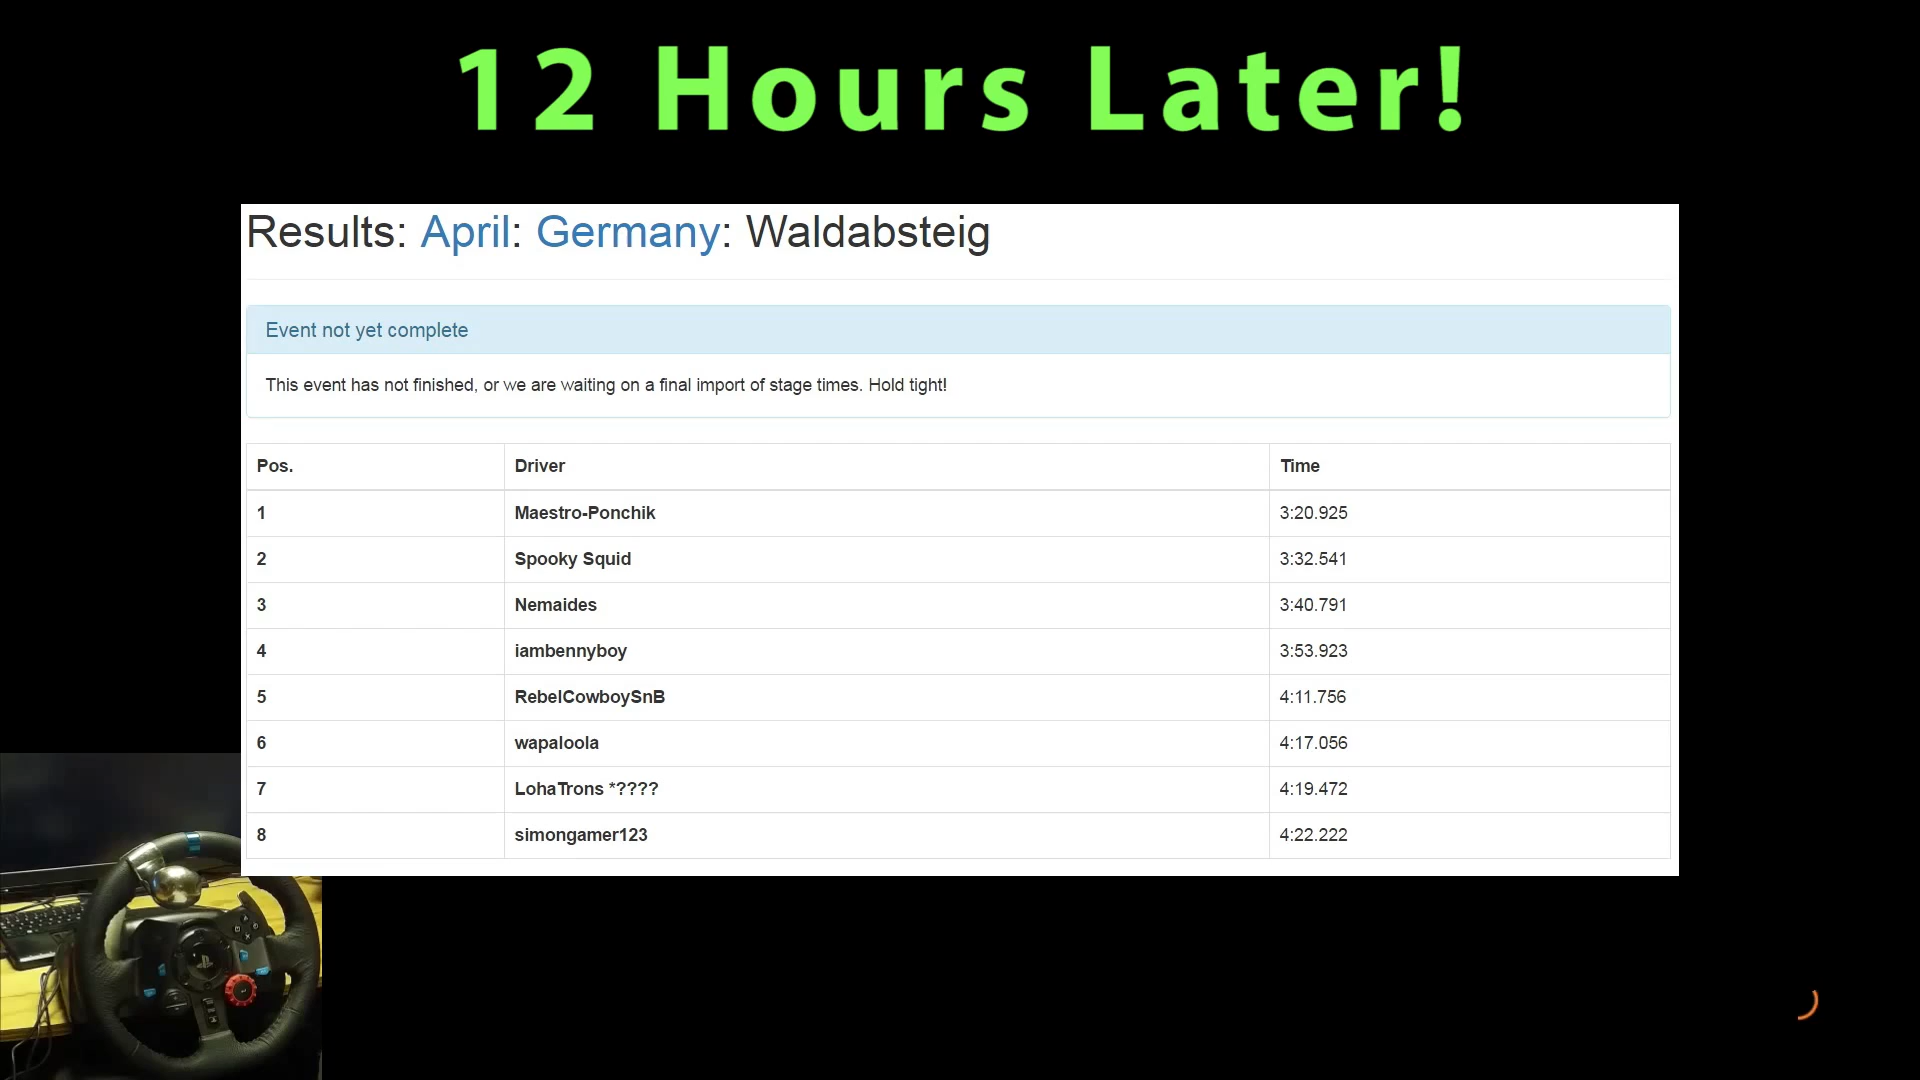 12 Hours Later!
Results: April: Germany: Waldabsteig
Event not yet complete
This event has not finished, or we are waiting on a final import of stage times. Hold tight!
Pos. Driver Time
1 Maestro-Ponchik 3:20.925
2 Spooky Squid 3:32.541
3 Nemaides 3:40.791
4 iambennyboy 3:53.923
5 RebelCowboySnB 4:11.756
6 wapaloola 4:17.056
7 LohaTrons *???? 4:19.472
8 simongamer123 4:22.222